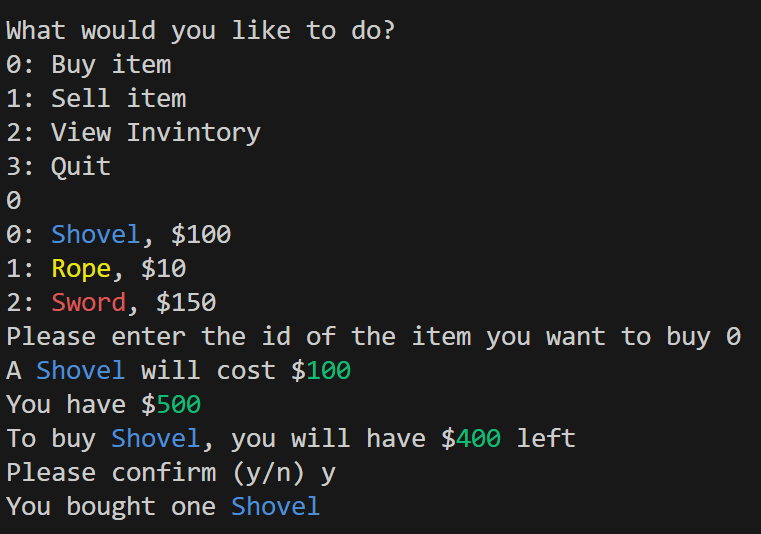 What would you like to do?
0: Buy item
1: Sell item
2: View Invintory
3: Quit
0
0: Shovel, $100
1: Rope, $10
2: Sword, $150
Please enter the id of the item you want to buy 0
A Shovel will cost $100
You have $500
To buy Shovel, you will have $400 left
Please confirm (y/n) y
You bought one Shovel